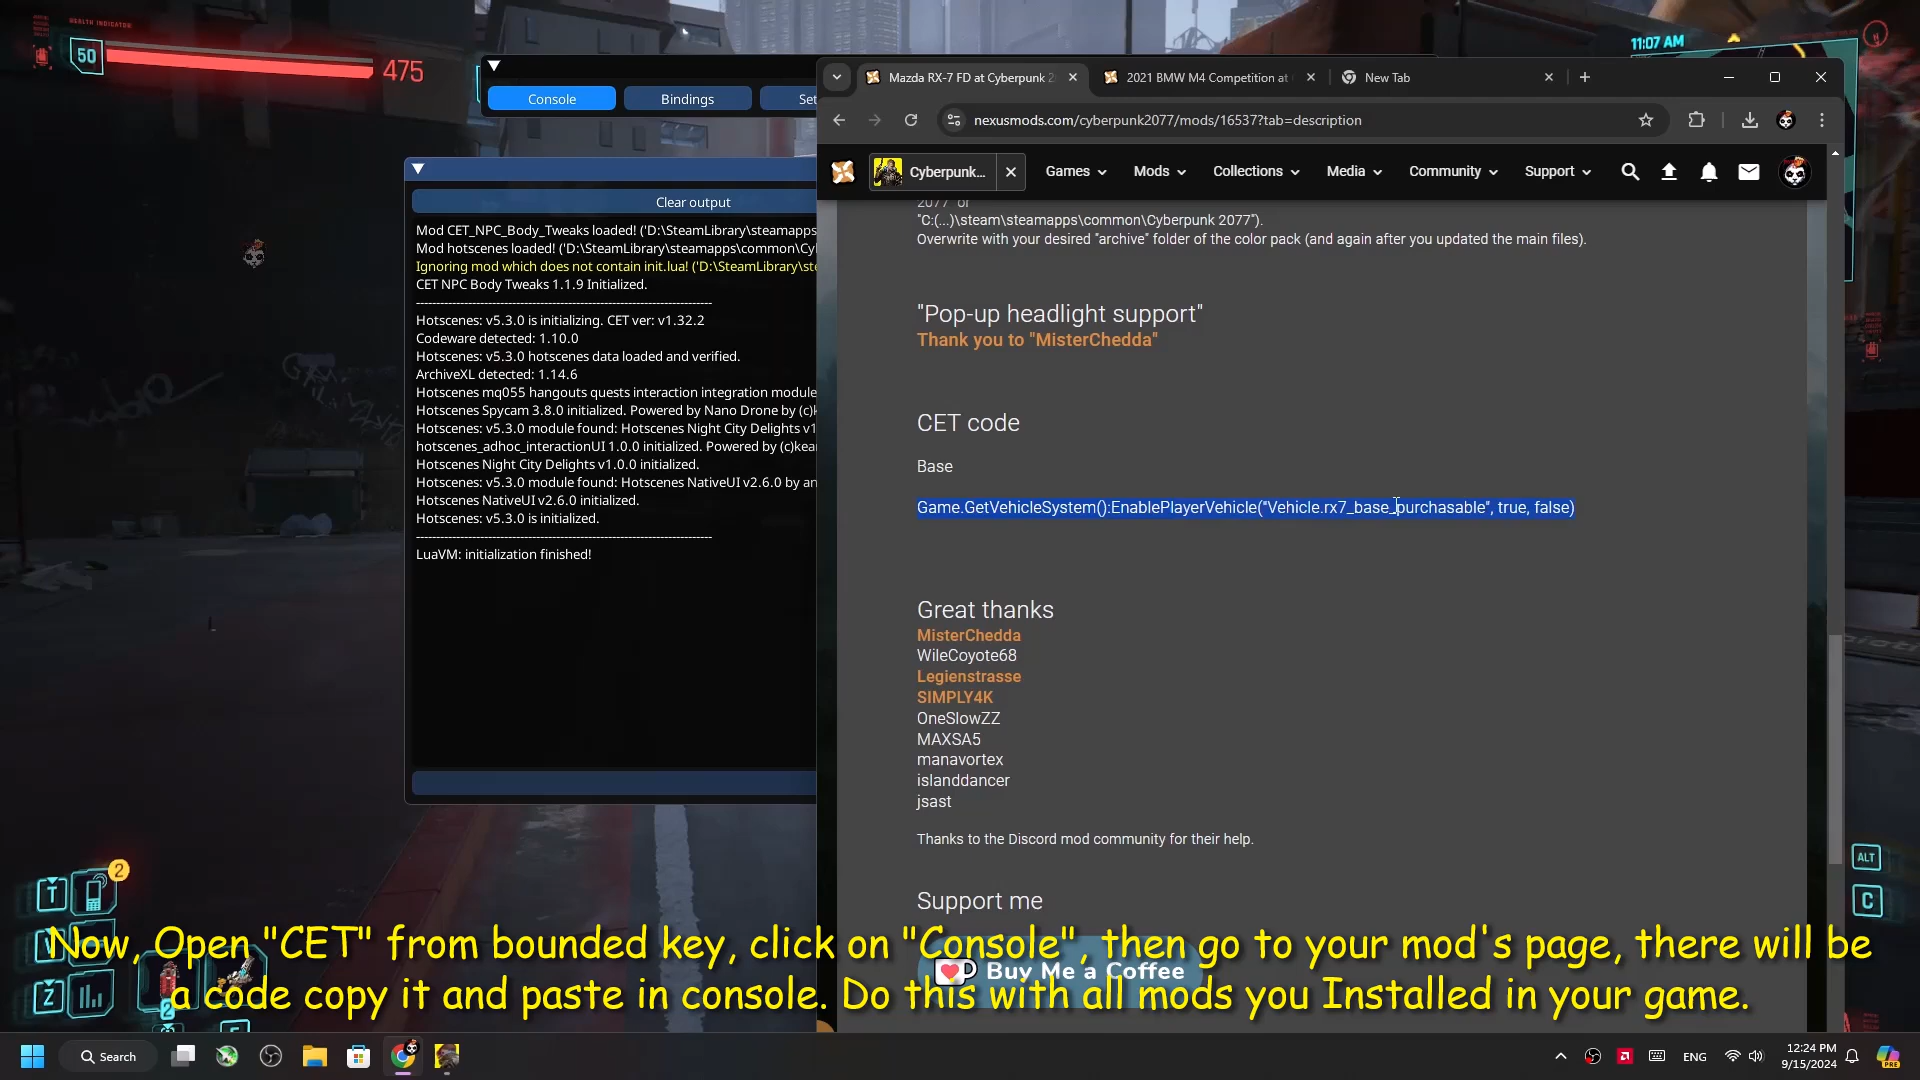 HEALTH INDICATOR
50
475
11:07 AM
Console
Bindings
Set
Mazda RX-7 FD at Cyberpunk 2
2021 BMW M4 Competition at
New Tab
nexusmods.com/cyberpunk2077/mods/16537?tab=description
Cyberpunk...
Games
Mods
Collections
Media
Community
Support
Clear output
Mod CET_NPC_Body_Tweaks loaded! ('D:\SteamLibrary\steamapps
Mod hotscenes loaded! ('D:\SteamLibrary\steamapps\common\Cy
Ignoring mod which does not contain init.lua! ('D:\SteamLibrary\ste
CET NPC Body Tweaks 1.1.9 Initialized.
Hotscenes: v5.3.0 is initializing. CET ver: v1.32.2
Codeware detected: 1.10.0
Hotscenes: v5.3.0 hotscenes data loaded and verified.
ArchiveXL detected: 1.14.6
Hotscenes mq055 hangouts quests interaction integration module
Hotscenes Spycam 3.8.0 initialized. Powered by Nano Drone by (c)k
Hotscenes: v5.3.0 module found: Hotscenes Night City Delights v1
hotscenes_adhoc_interactionUI 1.0.0 initialized. Powered by (c)kea
Hotscenes Night City Delights v1.0.0 initialized.
Hotscenes: v5.3.0 module found: Hotscenes NativeUI v2.6.0 by an
Hotscenes NativeUI v2.6.0 initialized.
Hotscenes: v5.3.0 is initialized.
LuaVM: initialization finished!
2077" or
"C:(...)\steam\steamapps\common\Cyberpunk 2077").
Overwrite with your desired "archive" folder of the color pack (and again after you updated the main files).
"Pop-up headlight support"
Thank you to "MisterChedda"
CET code
Base
Game.GetVehicleSystem():EnablePlayerVehicle("Vehicle.rx7_base_purchasable", true, false)
Great thanks
MisterChedda
WileCoyote68
Legienstrasse
SIMPLY4K
OneSlowZZ
MAXSA5
manavortex
islanddancer
jsast
Thanks to the Discord mod community for their help.
Support me
Buy Me a Coffee
2
T
Z
2
ALT
C
Now, Open "CET" from bounded key, click on "Console", then go to your mod's page, there will be
a code copy it and paste in console. Do this with all mods you Installed in your game.
Search
ENG
12:24 PM
9/15/2024
PRE